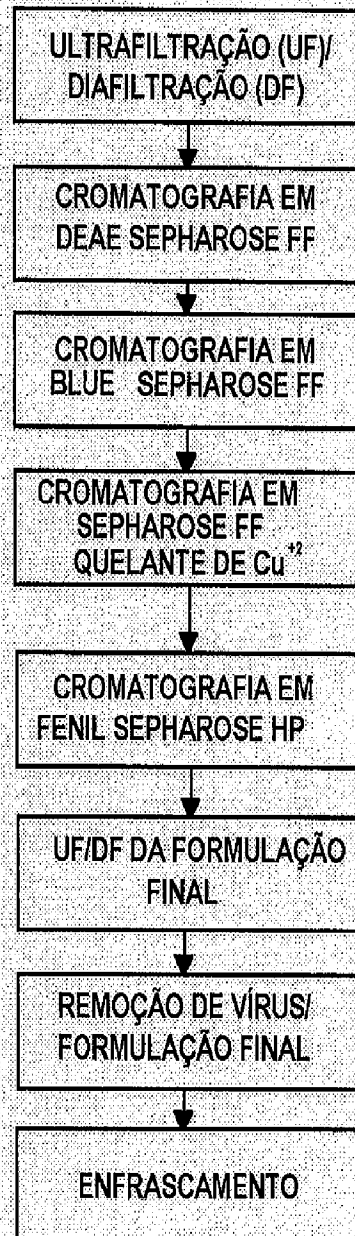 ULTRAFILTRAÇÃO (UF)/
DIAFILTRAÇÃO (DF)
CROMATOGRAFIA EM
DEAE SEPHAROSE FF
CROMATOGRAFIA EM
BLUE SEPHAROSE FF
CROMATOGRAFIA EM
SEPHAROSE FF
QUELANTE DE Cu+2
CROMATOGRAFIA EM
FENIL SEPHAROSE HP
UF/DF DA FORMULAÇÃO
FINAL
REMOÇÃO DE VÍRUS/
FORMULAÇÃO FINAL
ENFRASCAMENTO